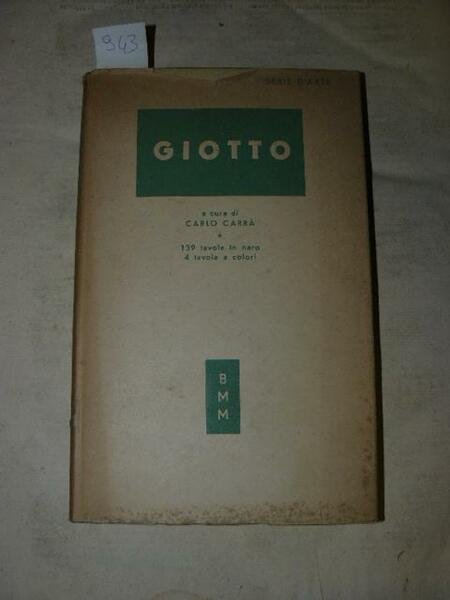 943
SERIE D'ARTE
GIOTTO
a cura di
CARLO CARRÀ
139 tavole in nero
4 tavole a colori
B
M
M